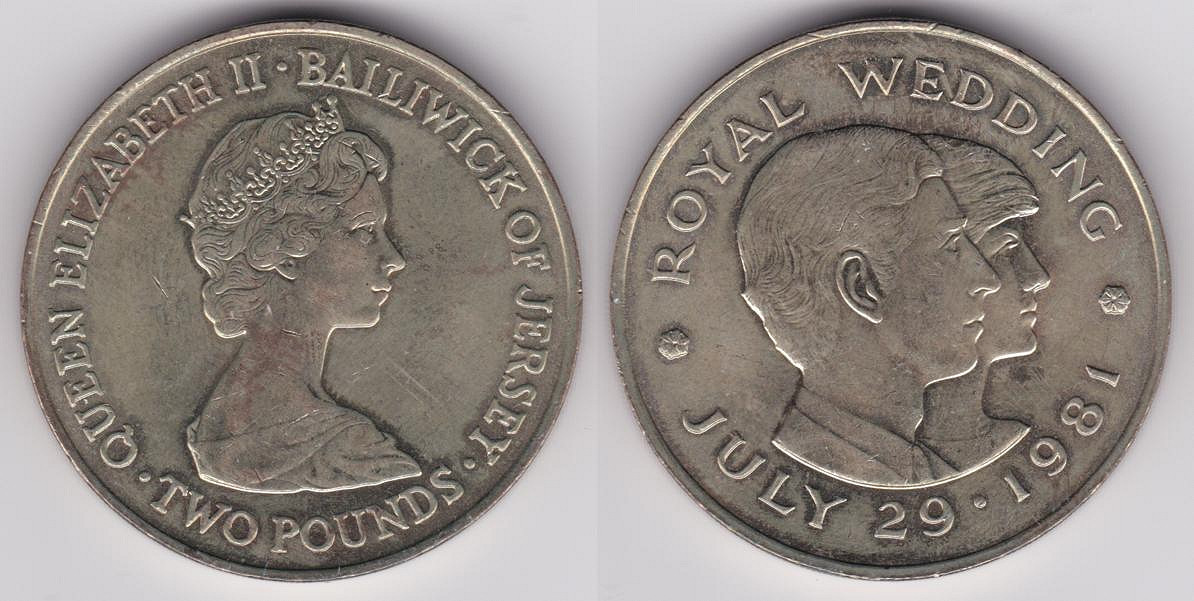 QUEEN ELIZABETH II · BAILIWICK OF JERSEY ·
TWO POUNDS ·
ROYAL WEDDING
JULY 29 · 1981